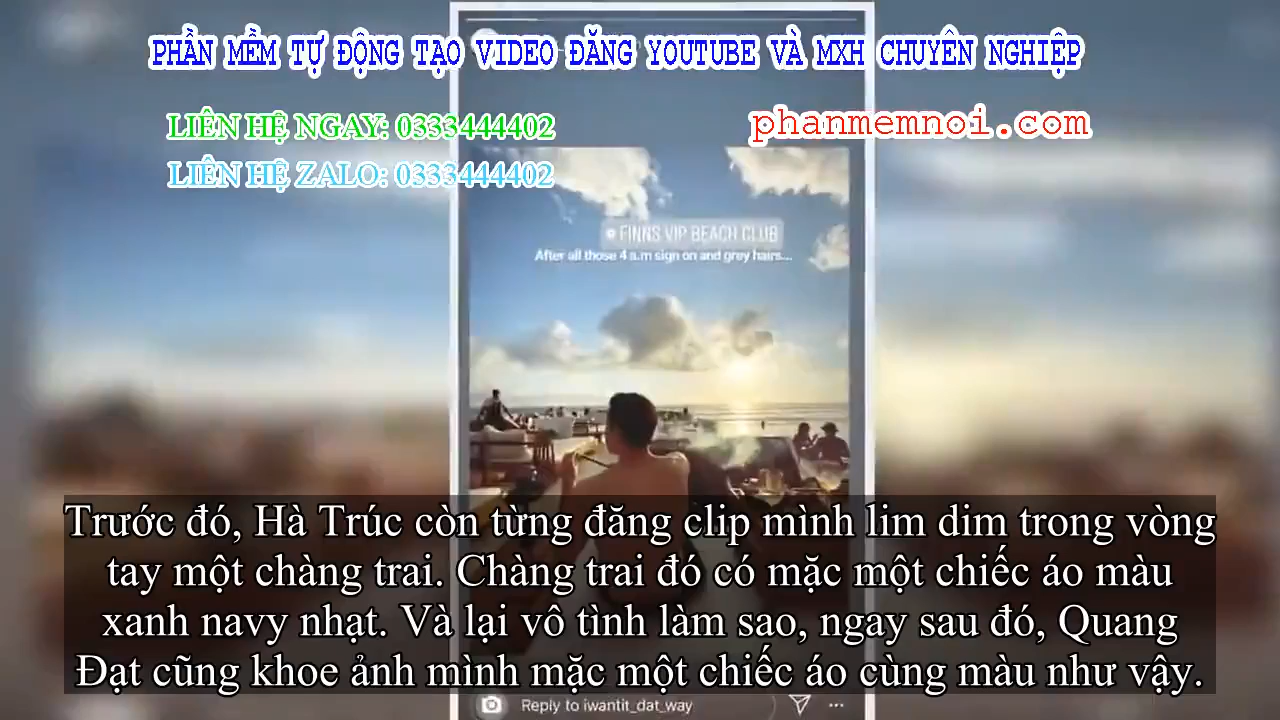 PHẦN MỀM TỰ ĐỘNG TẠO VIDEO ĐĂNG YOUTUBE VÀ MXH CHUYÊN NGHIỆP
LIÊN HỆ NGAY: 0333444402
phanmemnoi.com
LIÊN HỆ ZALO: 0333444402
FINNS VIP BEACH CLUB
After all those 4 a.m sign on and grey hairs...
Trước đó, Hà Trúc còn từng đăng clip mình lim dim trong vòng
tay một chàng trai. Chàng trai đó có mặc một chiếc áo màu
xanh navy nhạt. Và lại vô tình làm sao, ngay sau đó, Quang
Đạt cũng khoe ảnh mình mặc một chiếc áo cùng màu như vậy.
Reply to iwantit_dat_way